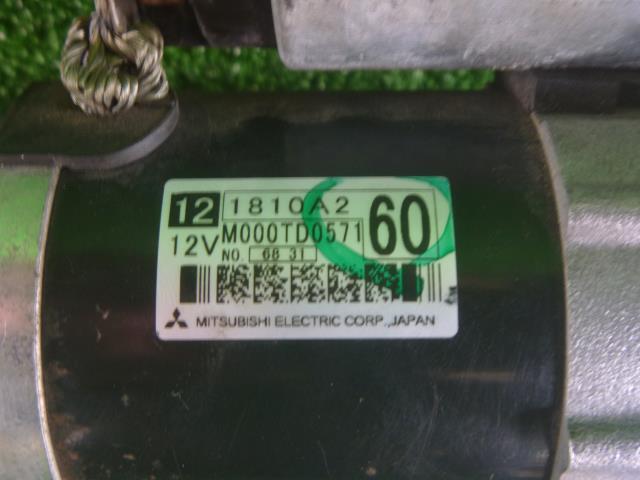 12 1810A2 60
12V M000TD0571
NO. 68 31
MITSUBISHI ELECTRIC CORP., JAPAN